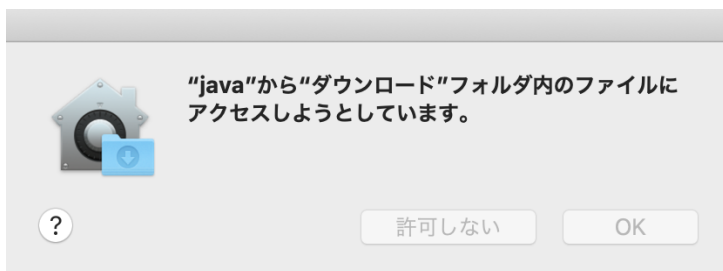 “java”から“ダウンロード”フォルダ内のファイルに
アクセスしようとしています。
?
許可しない
OK